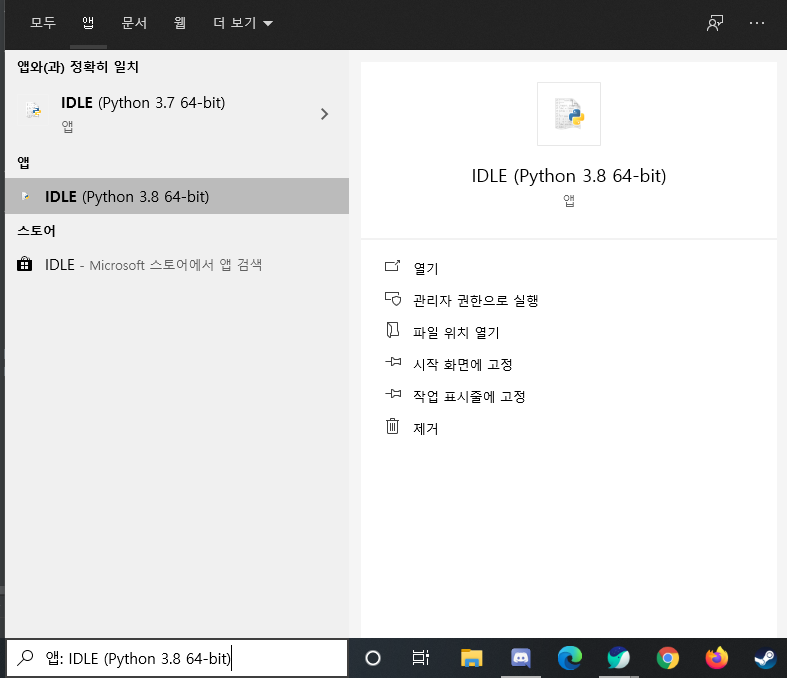 모두 앱 문서 웹 더 보기
앱와(과) 정확히 일치
IDLE (Python 3.7 64-bit)
앱
앱
IDLE (Python 3.8 64-bit)
스토어
IDLE - Microsoft 스토어에서 앱 검색
IDLE (Python 3.8 64-bit)
앱
열기
관리자 권한으로 실행
파일 위치 열기
시작 화면에 고정
작업 표시줄에 고정
제거
앱: IDLE (Python 3.8 64-bit)